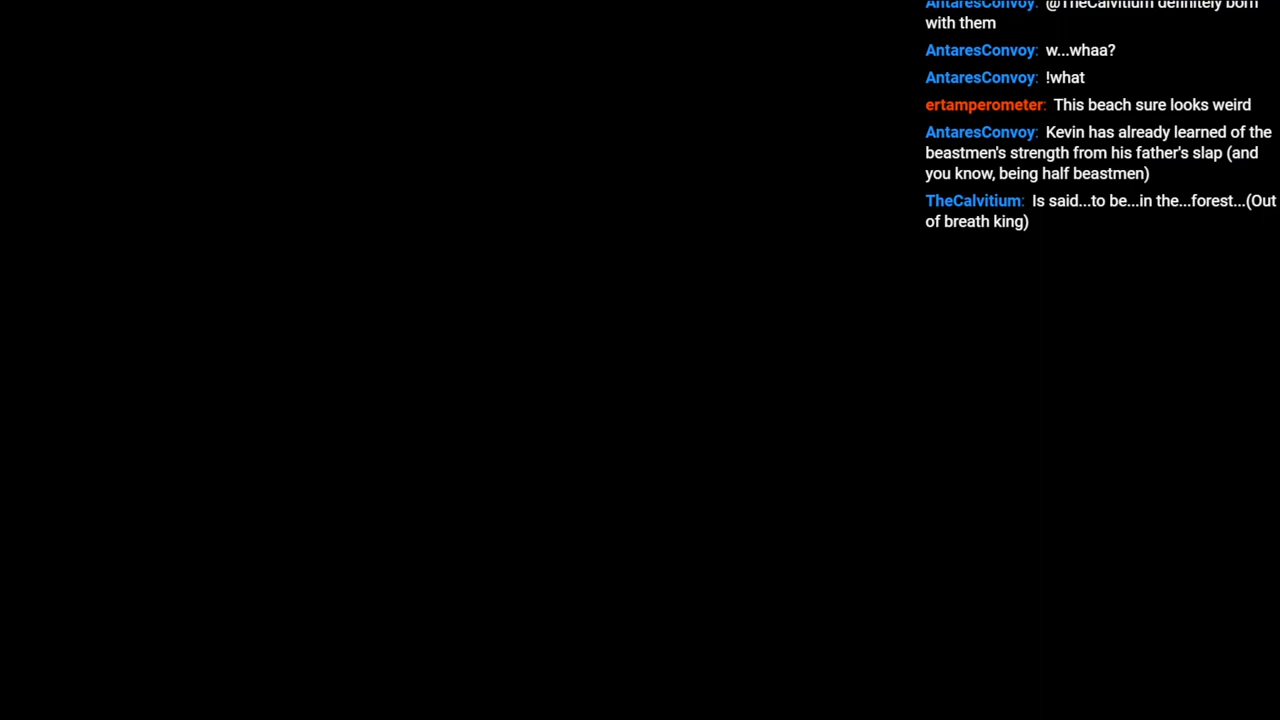 AntaresConvoy: @TheCalvitium definitely born
with them
AntaresConvoy: w...whaa?
AntaresConvoy: !what
ertamperometer: This beach sure looks weird
AntaresConvoy: Kevin has already learned of the
beastmen's strength from his father's slap (and
you know, being half beastmen)
TheCalvitium: Is said...to be...in the...forest...(Out
of breath king)